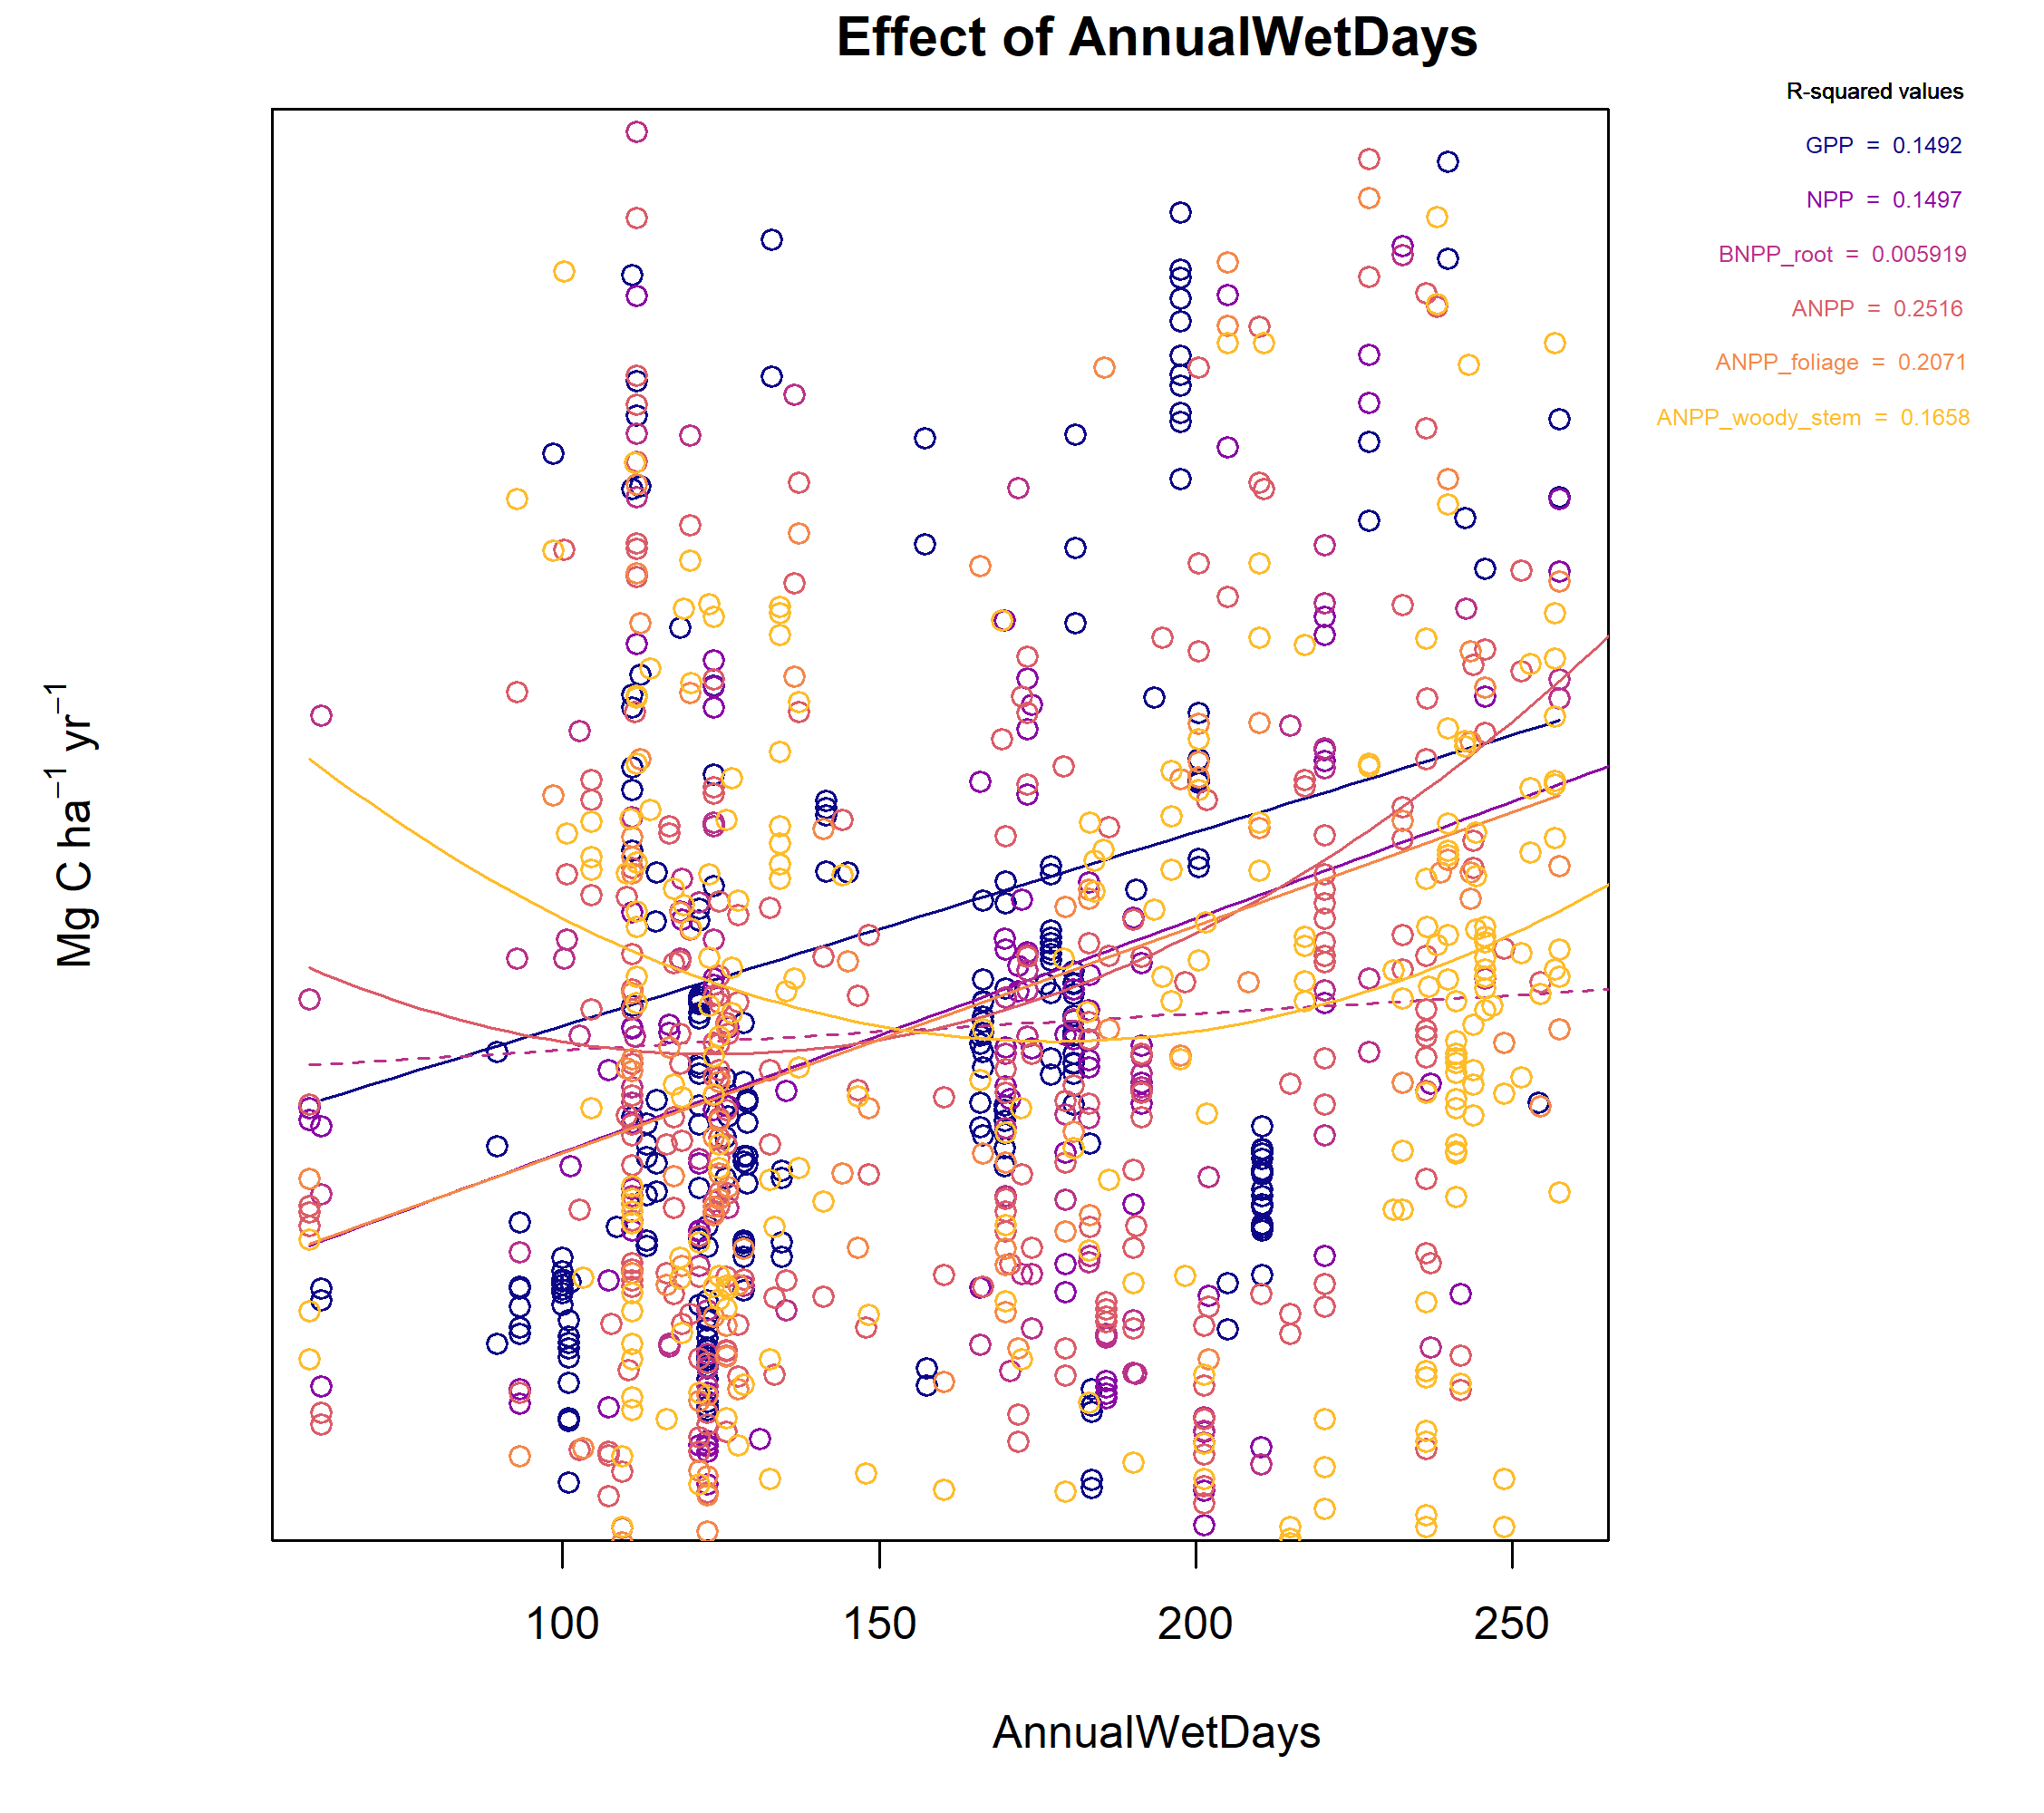 Effect of AnnualWetDays
R-squared values
GPP = 0.1492
NPP = 0.1497
BNPP_root = 0.005919
ANPP = 0.2516
ANPP_foliage = 0.2071
ANPP_woody_stem = 0.1658
Mg C ha⁻¹ yr⁻¹
100 150 200 250
AnnualWetDays